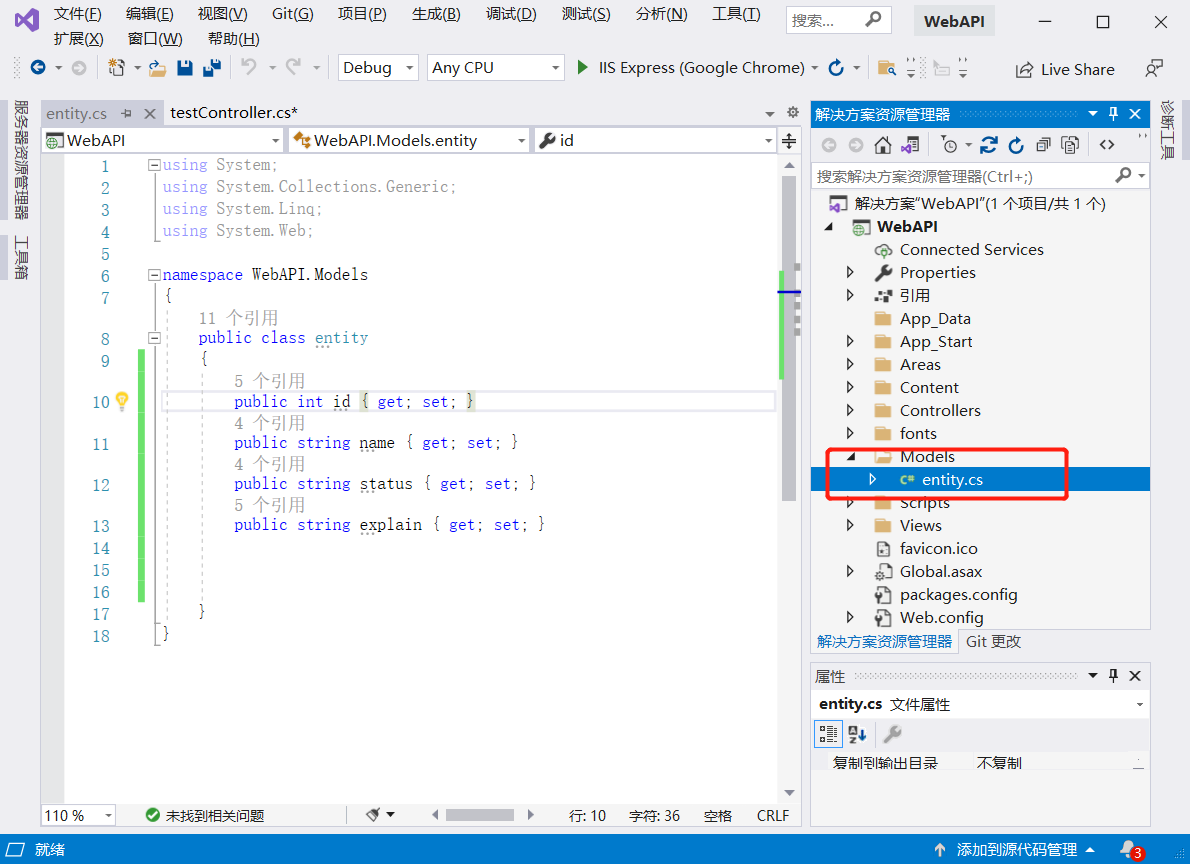 文件(F) 编辑(E) 视图(V) Git(G) 项目(P) 生成(B) 调试(D) 测试(S) 分析(N) 工具(T) 搜索... WebAPI
扩展(X) 窗口(W) 帮助(H)
Debug Any CPU IIS Express (Google Chrome) Live Share
服务器资源管理器
工具箱
entity.cs testController.cs*
WebAPI WebAPI.Models.entity id
1 using System;
2 using System.Collections.Generic;
3 using System.Linq;
4 using System.Web;
5
6 namespace WebAPI.Models
7 {
11 个引用
8 public class entity
9 {
5 个引用
10 public int id { get; set; }
4 个引用
11 public string name { get; set; }
4 个引用
12 public string status { get; set; }
5 个引用
13 public string explain { get; set; }
14
15
16
17 }
18 }
110 % 未找到相关问题 行: 10 字符: 36 空格 CRLF
解决方案资源管理器
搜索解决方案资源管理器(Ctrl+;)
解决方案"WebAPI"(1 个项目/共 1 个)
WebAPI
Connected Services
Properties
引用
App_Data
App_Start
Areas
Content
Controllers
fonts
Models
C# entity.cs
Scripts
Views
favicon.ico
Global.asax
packages.config
Web.config
解决方案资源管理器 Git 更改
属性
entity.cs 文件属性
复制到输出目录 不复制
诊断工具
就绪 添加到源代码管理 3